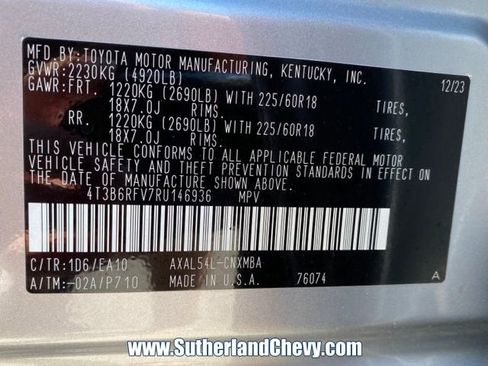 MFD.BY:TOYOTA MOTOR MANUFACTURING, KENTUCKY, INC.
GVWR:2230KG (4920LB) 12/23
GAWR:FRT. 1220KG (2690LB) WITH 225/60R18 TIRES,
18X7.0J RIMS.
RR. 1220KG (2690LB) WITH 225/60R18 TIRES,
18X7.0J RIMS.
THIS VEHICLE CONFORMS TO ALL APPLICABLE FEDERAL MOTOR
VEHICLE SAFETY AND THEFT PREVENTION STANDARDS IN EFFECT ON
THE DATE OF MANUFACTURE SHOWN ABOVE.
4T3B6RFV7RU146936 MPV
C/TR:1D6/EA10 AXAL54L-CNXMBA
A/TM:-02A/P710 MADE IN U.S.A. 76074 A
www.SutherlandChevy.com